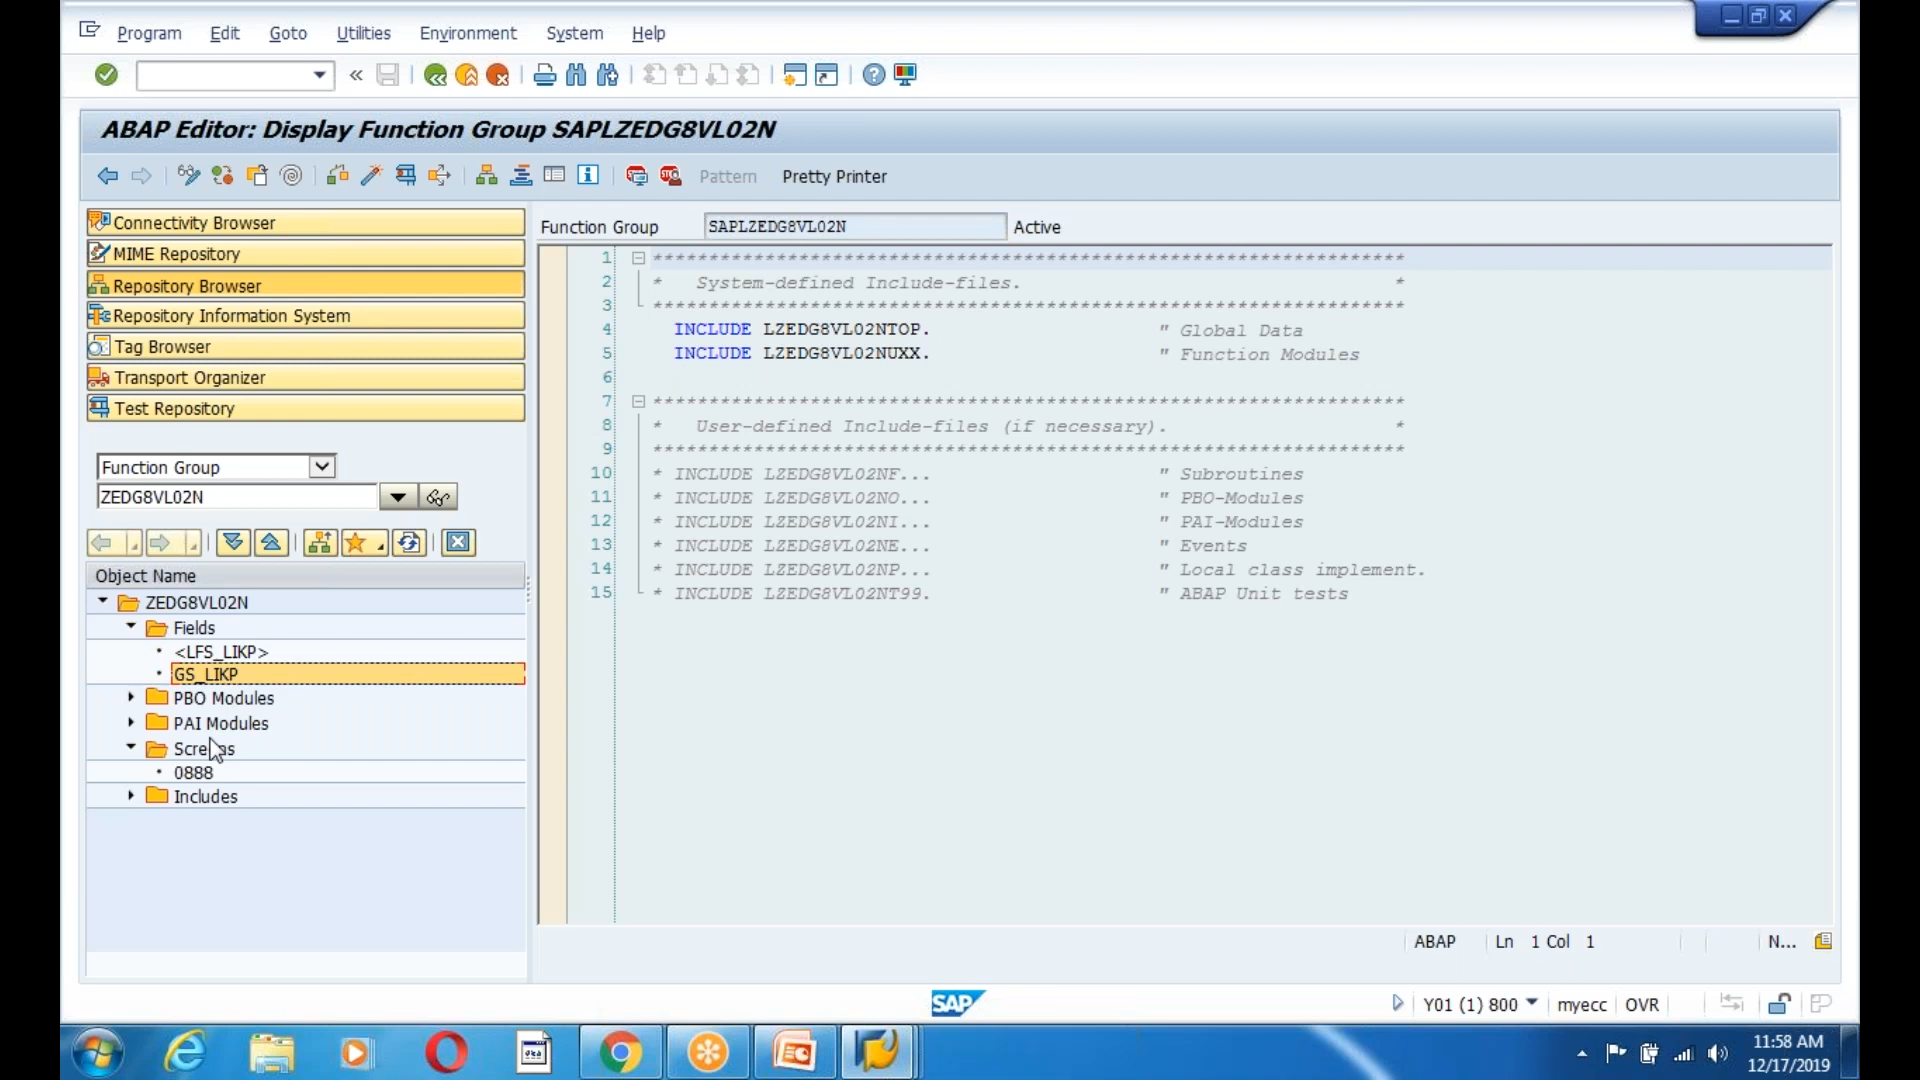 Program Edit Goto Utilities Environment System Help
ABAP Editor: Display Function Group SAPLZEDG8VL02N
Pattern Pretty Printer
Connectivity Browser
MIME Repository
Repository Browser
Repository Information System
Tag Browser
Transport Organizer
Test Repository
Function Group
ZEDG8VL02N
Object Name
ZEDG8VL02N
Fields
<LFS_LIKP>
GS_LIKP
PBO Modules
PAI Modules
Screens
0888
Includes
Function Group SAPLZEDG8VL02N Active
1 ***********************************************************************
2 * System-defined Include-files. *
3 ***********************************************************************
4 INCLUDE LZEDG8VL02NTOP. " Global Data
5 INCLUDE LZEDG8VL02NUXX. " Function Modules
6
7 ***********************************************************************
8 * User-defined Include-files (if necessary). *
9 ***********************************************************************
10 * INCLUDE LZEDG8VL02NF... " Subroutines
11 * INCLUDE LZEDG8VL02NO... " PBO-Modules
12 * INCLUDE LZEDG8VL02NI... " PAI-Modules
13 * INCLUDE LZEDG8VL02NE... " Events
14 * INCLUDE LZEDG8VL02NP... " Local class implement.
15 * INCLUDE LZEDG8VL02NT99. " ABAP Unit tests
ABAP Ln 1 Col 1 N...
SAP Y01 (1) 800 myecc OVR
11:58 AM
12/17/2019